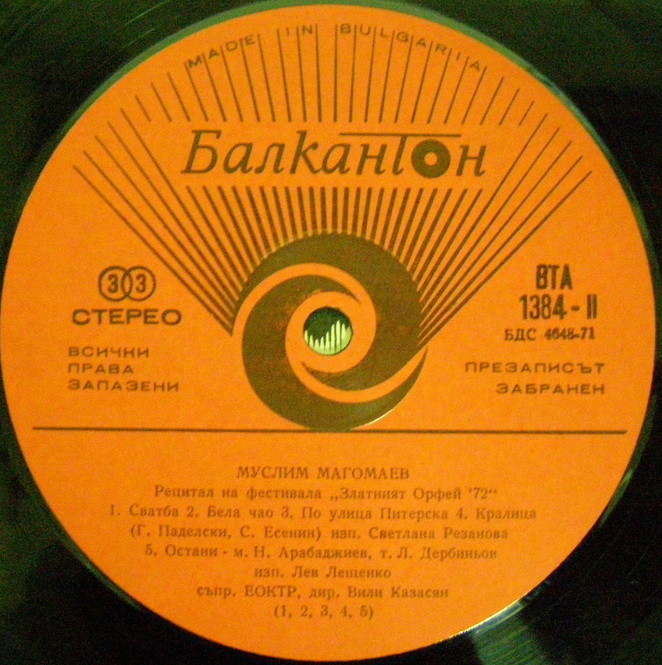 MADE IN BULGARIA
Балкантон
33
СТЕРЕО
ВСИЧКИ
ПРАВА
ЗАПАЗЕНИ
ВТА
1384-II
БДС 4648-71
ПРЕЗАПИСЪТ
ЗАБРАНЕН
МУСЛИМ МАГОМАЕВ
Рецитал на фестивала „Златният Орфей '72“
1. Сватба 2. Бела чао 3. По улица Питерска 4. Кралица
(Г. Паделски, С. Есенин) изп. Светлана Резанова
5. Остани - м. Н. Арабаджиев, т. Л. Дербиньов
изп. Лев Лещенко
съпр. ЕОКТР, дир. Вили Казасян
(1, 2, 3, 4, 5)